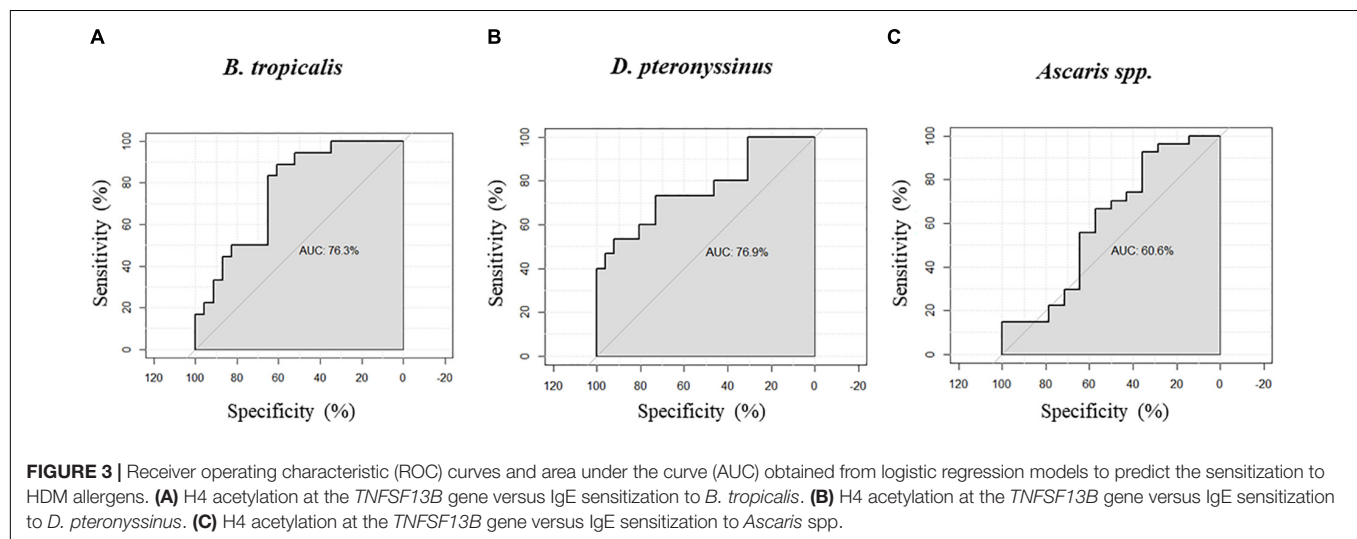 A
B. tropicalis
Sensitivity (%)
100
80
60
40
20
0
AUC: 76.3%
120 100 80 60 40 20 0 -20
Specificity (%)
B
D. pteronyssinus
Sensitivity (%)
100
80
60
40
20
0
AUC: 76.9%
120 100 80 60 40 20 0 -20
Specificity (%)
C
Ascaris spp.
Sensitivity (%)
100
80
60
40
20
0
AUC: 60.6%
120 100 80 60 40 20 0 -20
Specificity (%)
FIGURE 3 | Receiver operating characteristic (ROC) curves and area under the curve (AUC) obtained from logistic regression models to predict the sensitization to
HDM allergens. (A) H4 acetylation at the TNFSF13B gene versus IgE sensitization to B. tropicalis. (B) H4 acetylation at the TNFSF13B gene versus IgE sensitization
to D. pteronyssinus. (C) H4 acetylation at the TNFSF13B gene versus IgE sensitization to Ascaris spp.